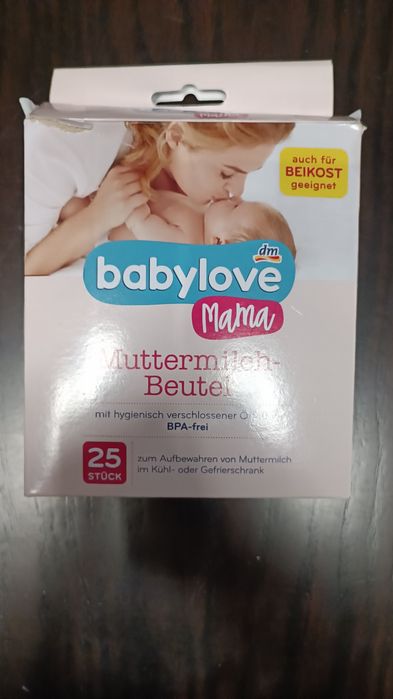 auch für
BEIKOST
geeignet
dm
babylove
Mama
Muttermilch-
Beutel
mit hygienisch verschlossener
BPA-frei
25
STÜCK
zum Aufbewahren von Muttermilch
im Kühl- oder Gefrierschrank